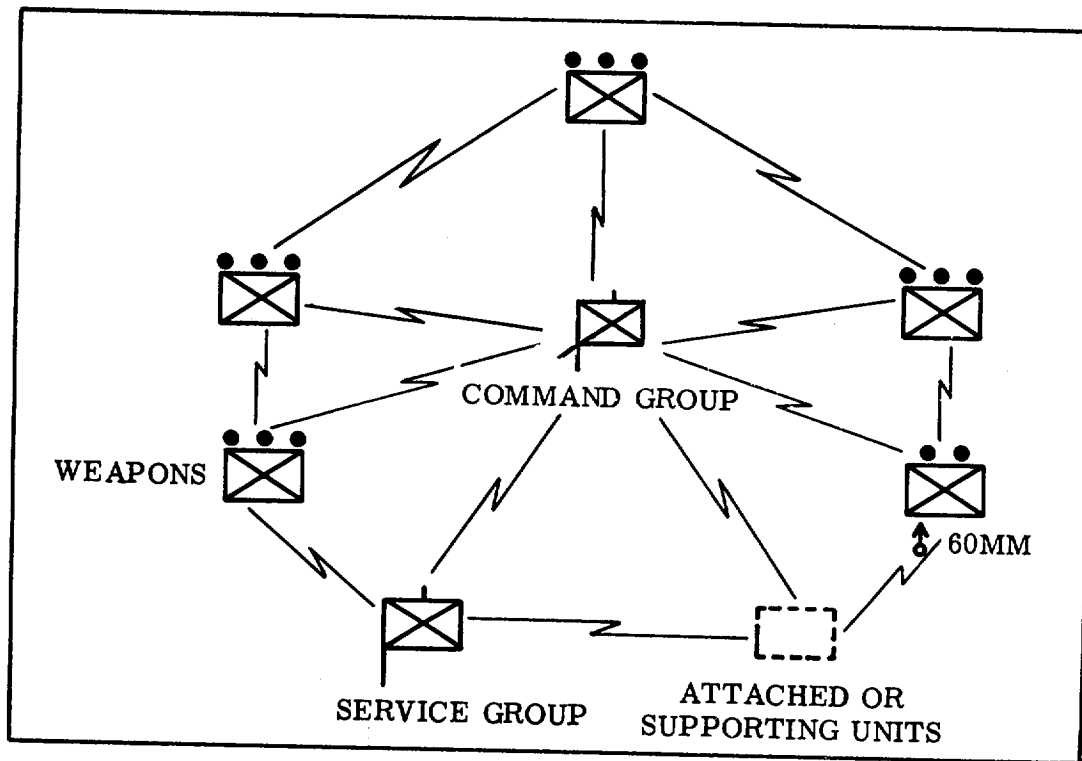 COMMAND GROUP
WEAPONS
60MM
SERVICE GROUP
ATTACHED OR
SUPPORTING UNITS